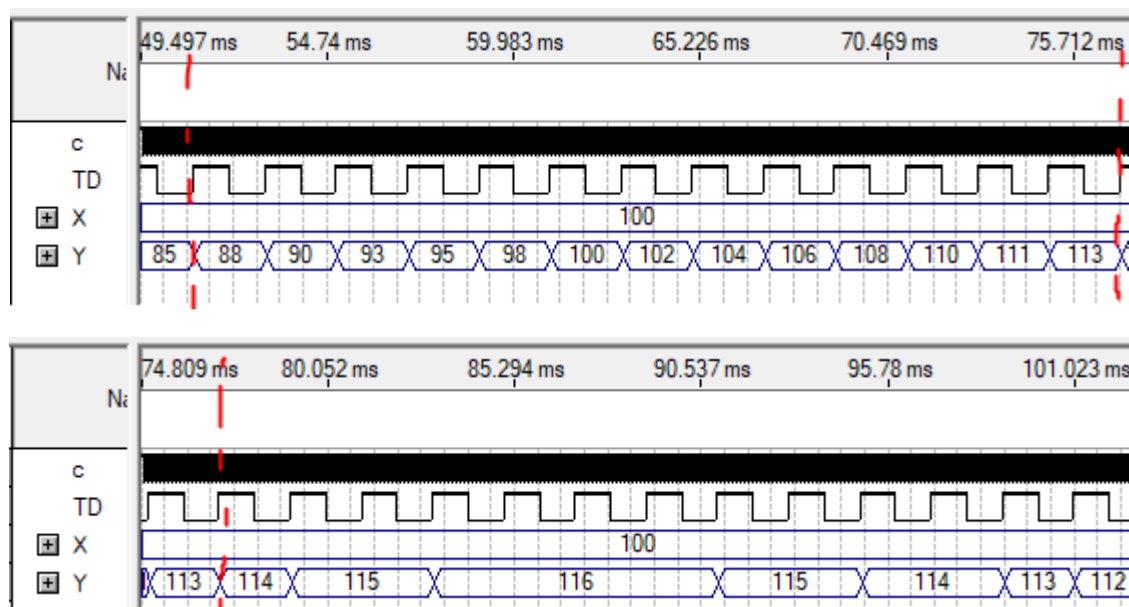 49.497 ms 54.74 ms 59.983 ms 65.226 ms 70.469 ms 75.712 ms
Na
c
TD
X 100
Y 85 88 90 93 95 98 100 102 104 106 108 110 111 113
74.809 ms 80.052 ms 85.294 ms 90.537 ms 95.78 ms 101.023 ms
Na
c
TD
X 100
Y 113 114 115 116 115 114 113 112